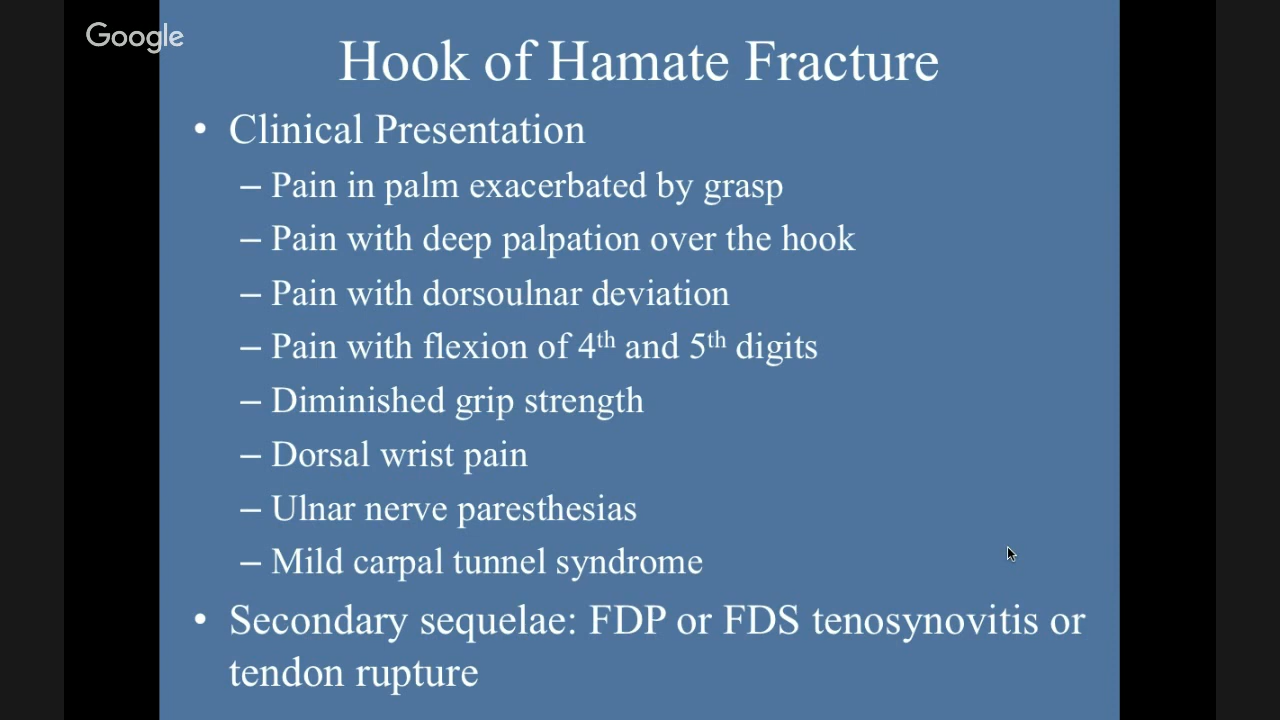 Google
Hook of Hamate Fracture
• Clinical Presentation
– Pain in palm exacerbated by grasp
– Pain with deep palpation over the hook
– Pain with dorsoulnar deviation
– Pain with flexion of 4th and 5th digits
– Diminished grip strength
– Dorsal wrist pain
– Ulnar nerve paresthesias
– Mild carpal tunnel syndrome
• Secondary sequelae: FDP or FDS tenosynovitis or
tendon rupture